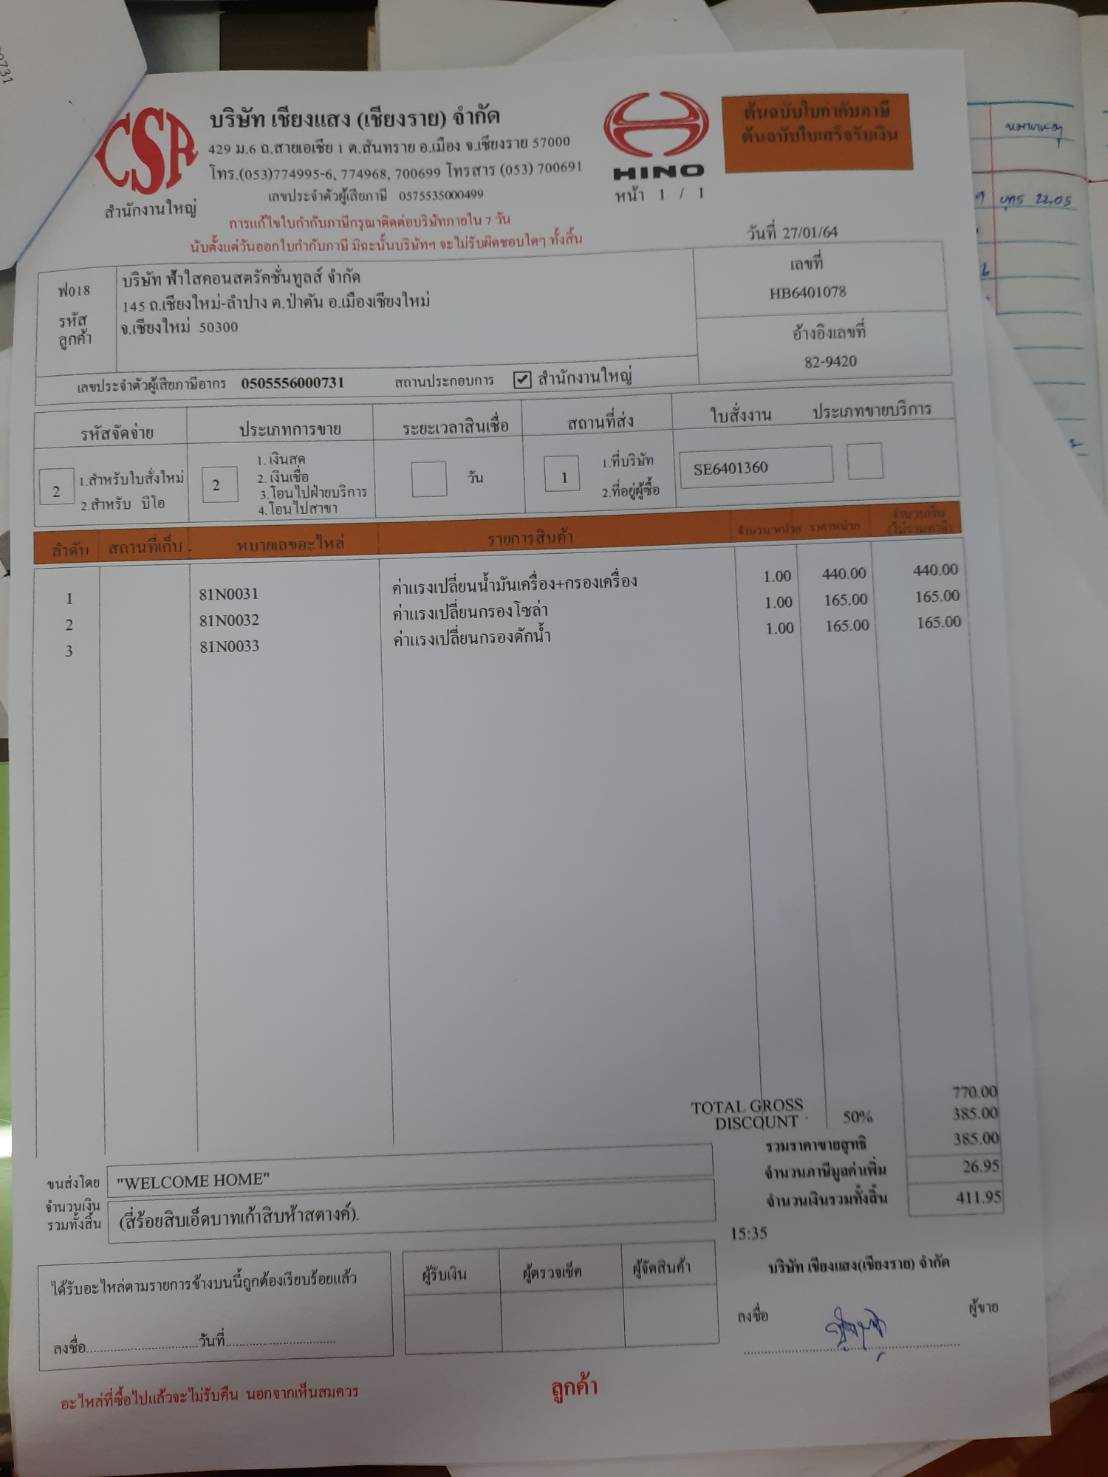 CSR
บริษัท เชียงแสง (เชียงราย) จำกัด
429 ม.6 ถ.สายเอเซีย 1 ต.สันทราย อ.เมือง จ.เชียงราย 57000
โทร.(053)774995-6, 774968, 700699 โทรสาร (053) 700691
เลขประจำตัวผู้เสียภาษี 0575535000499
สำนักงานใหญ่
การแก้ไขใบกำกับภาษีกรุณาติดต่อบริษัทภายใน 7 วัน
นับตั้งแต่วันออกใบกำกับภาษี มิฉะนั้นบริษัทฯ จะไม่รับผิดชอบใดๆ ทั้งสิ้น
HINO
หน้า 1 / 1
ต้นฉบับใบกำกับภาษี
ต้นฉบับใบเสร็จรับเงิน
วันที่ 27/01/64
ฟ018
รหัส
ลูกค้า
บริษัท ฟ้าใสคอนสตรัคชั่นทูลส์ จำกัด
145 ถ.เชียงใหม่-ลำปาง ต.ป่าตัน อ.เมืองเชียงใหม่
จ.เชียงใหม่ 50300
เลขที่
HB6401078
อ้างอิงเลขที่
82-9420
เลขประจำตัวผู้เสียภาษีอากร 0505556000731 สถานประกอบการ ☑ สำนักงานใหญ่
รหัสจัดจ่าย ประเภทการขาย ระยะเวลาสินเชื่อ สถานที่ส่ง ใบสั่งงาน ประเภทขายบริการ
2 1.สำหรับใบสั่งใหม่
2.สำหรับ บีโอ
2 1. เงินสด
2. เงินเชื่อ
3.โอนไปฝ่ายบริการ
4.โอนไปสาขา
วัน
1 1.ที่บริษัท
2.ที่อยู่ผู้ซื้อ
SE6401360
ลำดับ สถานที่เก็บ หมายเลขอะไหล่ รายการสินค้า จำนวนหน่วย ราคาหน่วย จำนวนเงิน
1 81N0031 ค่าแรงเปลี่ยนน้ำมันเครื่อง+กรองเครื่อง 1.00 440.00 440.00
2 81N0032 ค่าแรงเปลี่ยนกรองโซล่า 1.00 165.00 165.00
3 81N0033 ค่าแรงเปลี่ยนกรองดักน้ำ 1.00 165.00 165.00
TOTAL GROSS 770.00
DISCOUNT 50% 385.00
รวมราคาขายสุทธิ 385.00
จำนวนภาษีมูลค่าเพิ่ม 26.95
จำนวนเงินรวมทั้งสิ้น 411.95
ขนส่งโดย "WELCOME HOME"
จำนวนเงิน
รวมทั้งสิ้น
(สี่ร้อยสิบเอ็ดบาทเก้าสิบห้าสตางค์).
15:35
ได้รับอะไหล่ตามรายการข้างบนนี้ถูกต้องเรียบร้อยแล้ว
ลงชื่อ วันที่
ผู้รับเงิน ผู้ตรวจเช็ค ผู้จัดสินค้า
บริษัท เชียงแสง(เชียงราย) จำกัด
ลงชื่อ ผู้ขาย
อะไหล่ที่ซื้อไปแล้วจะไม่รับคืน นอกจากเห็นสมควร
ลูกค้า